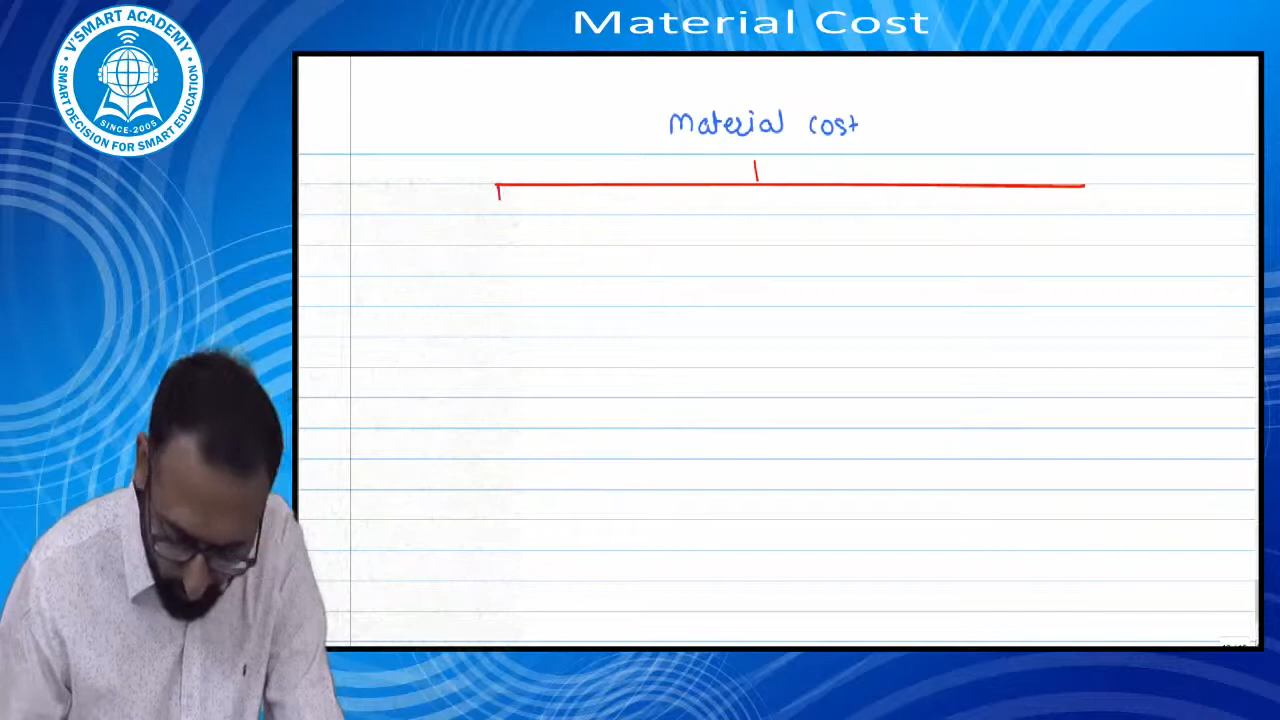 Material Cost
V'SMART ACADEMY
SINCE-2005
SMART DECISION FOR SMART EDUCATION
Material cost